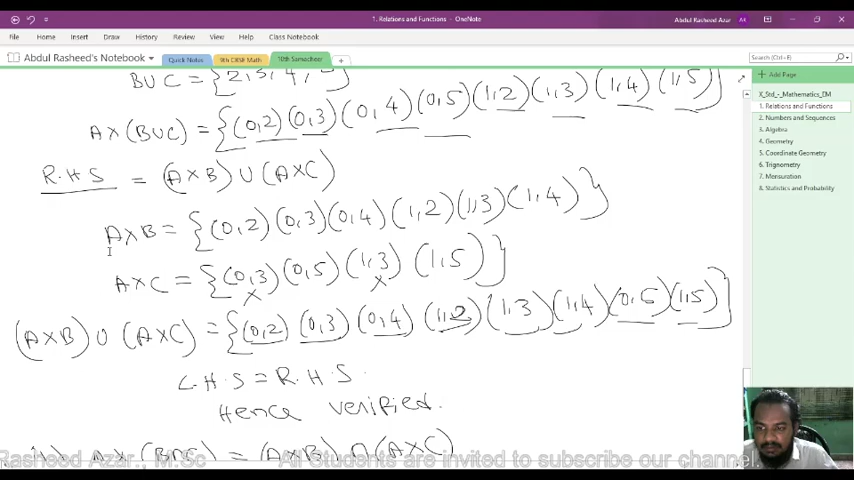 1. Relations and Functions - OneNote
Abdul Rasheed Azar AR
File Home Insert Draw History Review View Help Class Notebook
Abdul Rasheed's Notebook Quick Notes 9th CBSE Math 10th Samacheer
Search (Ctrl+E)
Add Page
X_Std_-_Mathematics_EM
1. Relations and Functions
2. Numbers and Sequences
3. Algebra
4. Geometry
5. Coordinate Geometry
6. Trigonometry
7. Mensuration
8. Statistics and Probability
B∪C = {2, 3, 4,
A×(B∪C) = {(0,2) (0,3) (0,4) (0,5) (1,2) (1,3) (1,4) (1,5)}
R.H.S = (A×B) ∪ (A×C)
A×B = {(0,2) (0,3) (0,4) (1,2) (1,3) (1,4)}
A×C = {(0,3) (0,5) (1,3) (1,5)}
(A×B) ∪ (A×C) = {(0,2) (0,3) (0,4) (1,2) (1,3) (1,4) (0,5) (1,5)}
L.H.S = R.H.S.
Hence verified.
A×(B∩C) = (A×B) ∩ (A×C)
Rasheed Azar., M.Sc All Students are invited to subscribe our channel.